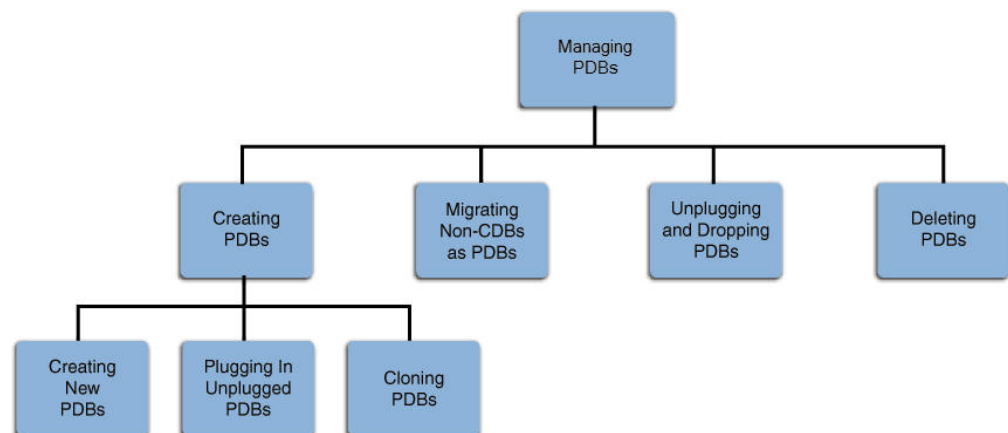 Managing
PDBs
Creating
PDBs
Migrating
Non-CDBs
as PDBs
Unplugging
and Dropping
PDBs
Deleting
PDBs
Creating
New
PDBs
Plugging In
Unplugged
PDBs
Cloning
PDBs